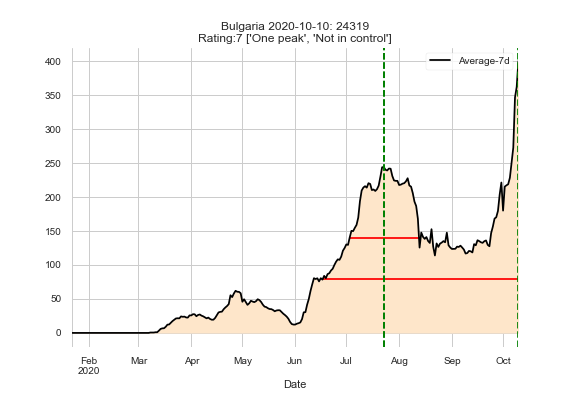 Bulgaria 2020-10-10: 24319
Rating:7 ['One peak', 'Not in control']
Average-7d
400
350
300
250
200
150
100
50
0
Feb Mar Apr May Jun Jul Aug Sep Oct
2020
Date